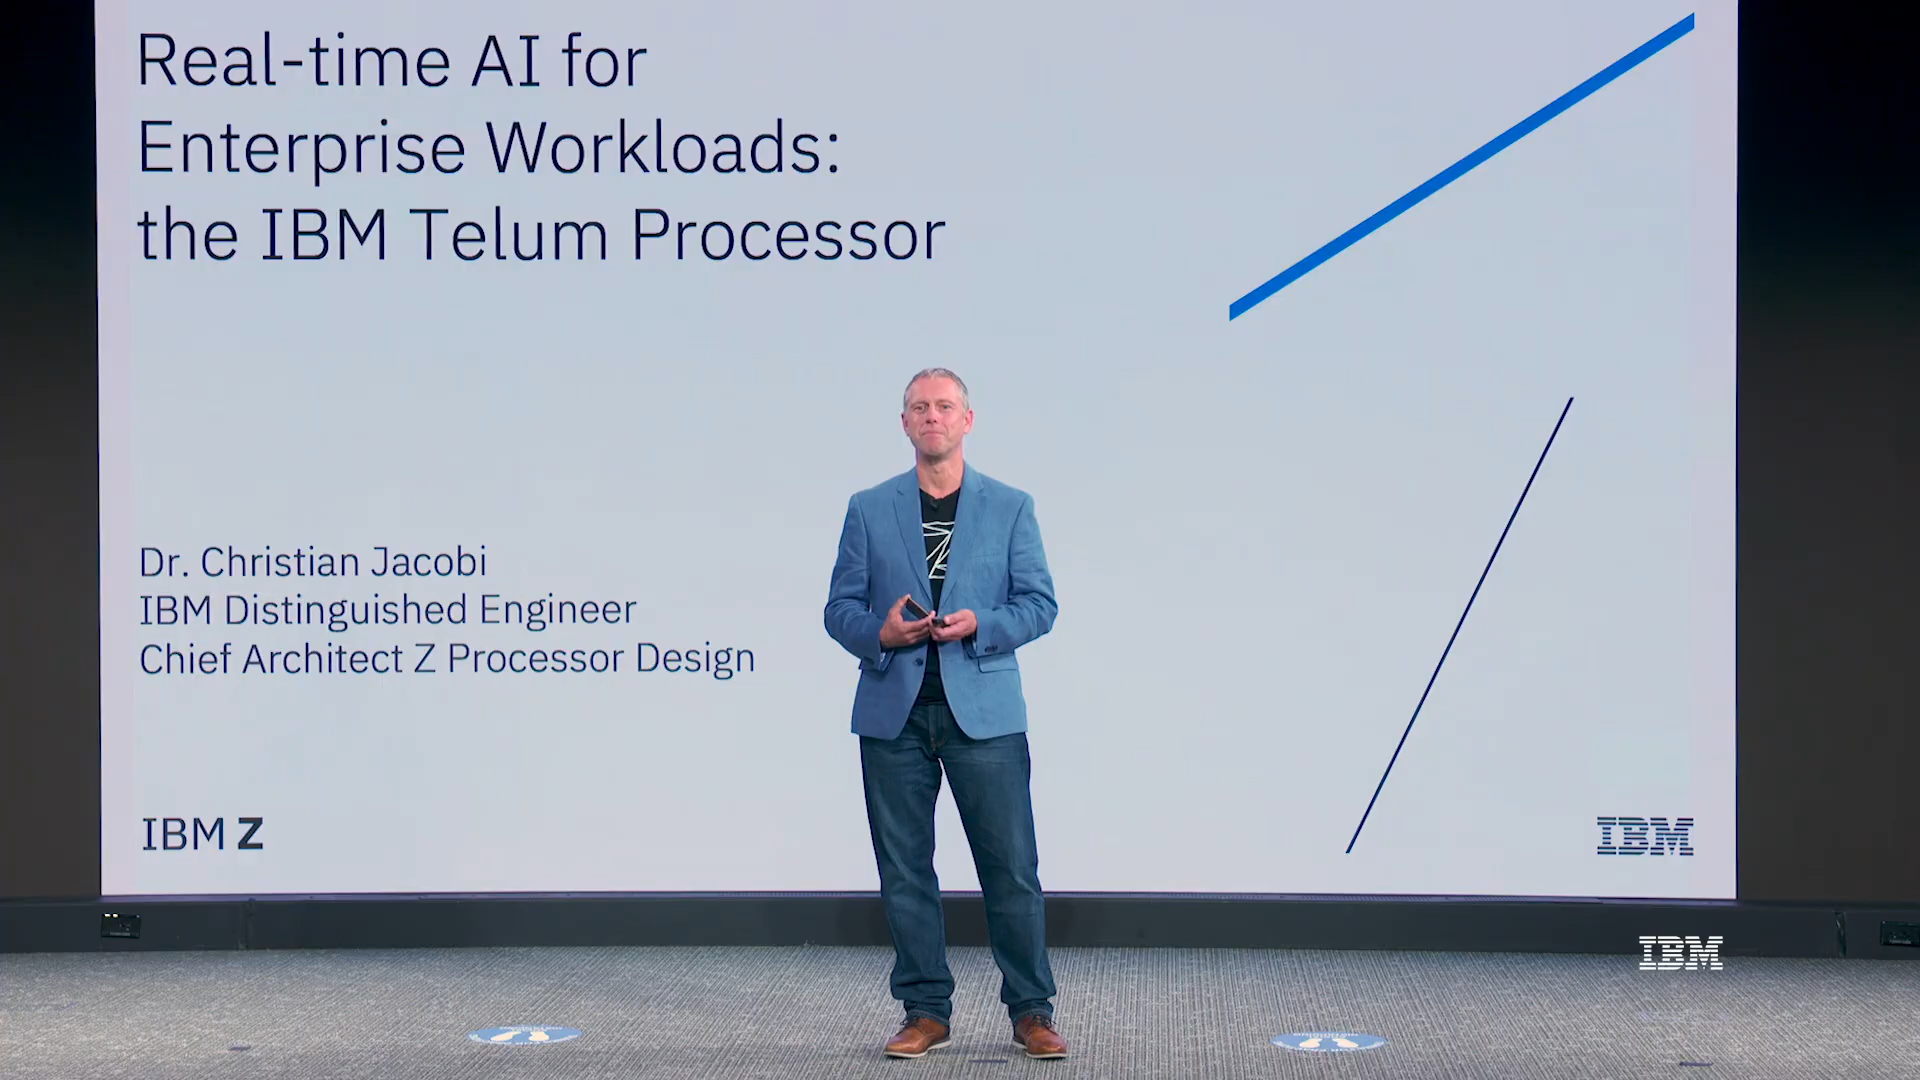 Real-time AI for
Enterprise Workloads:
the IBM Telum Processor
Dr. Christian Jacobi
IBM Distinguished Engineer
Chief Architect Z Processor Design
IBM Z
IBM
IBM